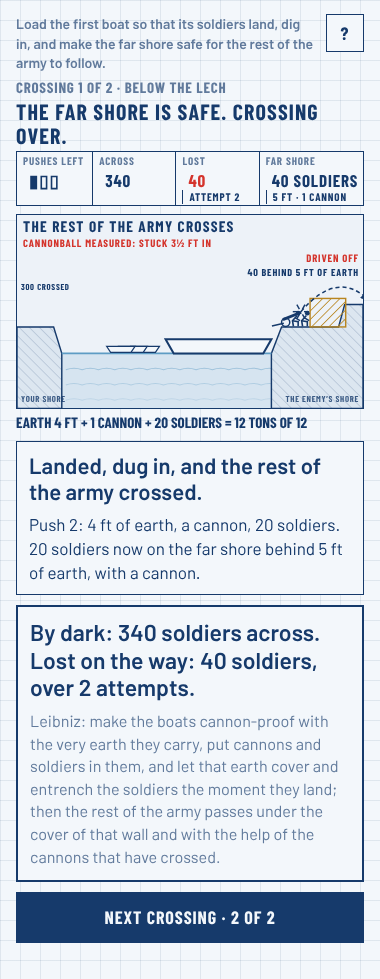 Load the first boat so that its soldiers land, dig
in, and make the far shore safe for the rest of the
army to follow.
?
CROSSING 1 OF 2 · BELOW THE LECH
THE FAR SHORE IS SAFE. CROSSING
OVER.
PUSHES LEFT
ACROSS
340
LOST
40
ATTEMPT 2
FAR SHORE
40 SOLDIERS
5 FT · 1 CANNON
THE REST OF THE ARMY CROSSES
CANNONBALL MEASURED: STUCK 3½ FT IN
DRIVEN OFF
40 BEHIND 5 FT OF EARTH
300 CROSSED
YOUR SHORE
THE ENEMY'S SHORE
EARTH 4 FT + 1 CANNON + 20 SOLDIERS = 12 TONS OF 12
Landed, dug in, and the rest of
the army crossed.
Push 2: 4 ft of earth, a cannon, 20 soldiers.
20 soldiers now on the far shore behind 5 ft
of earth, with a cannon.
By dark: 340 soldiers across.
Lost on the way: 40 soldiers,
over 2 attempts.
Leibniz: make the boats cannon-proof with
the very earth they carry, put cannons and
soldiers in them, and let that earth cover and
entrench the soldiers the moment they land;
then the rest of the army passes under the
cover of that wall and with the help of the
cannons that have crossed.
NEXT CROSSING · 2 OF 2